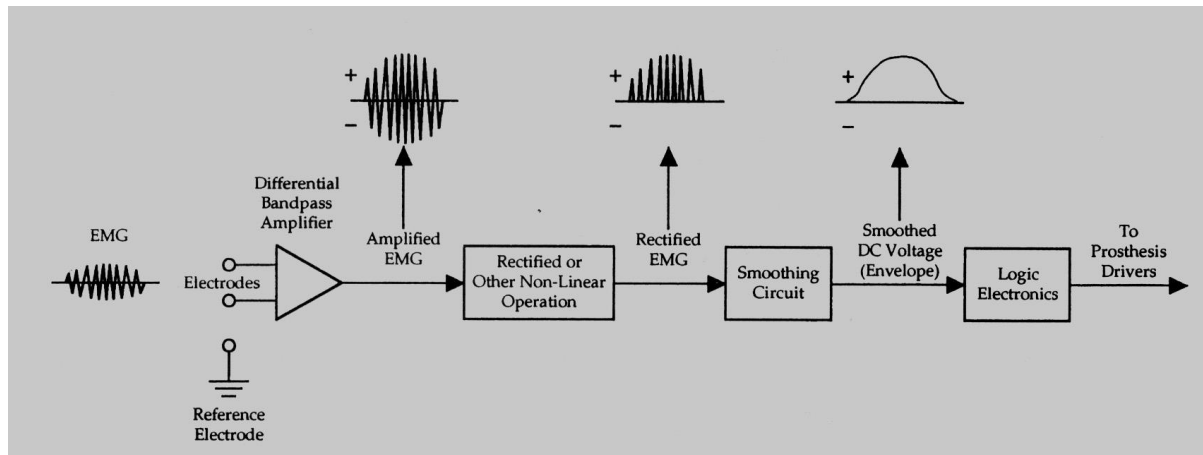 +
−
+
−
+
−
Differential
Bandpass
Amplifier
EMG
Electrodes
Amplified
EMG
Rectified or
Other Non-Linear
Operation
Rectified
EMG
Smoothing
Circuit
Smoothed
DC Voltage
(Envelope)
Logic
Electronics
To
Prosthesis
Drivers
Reference
Electrode